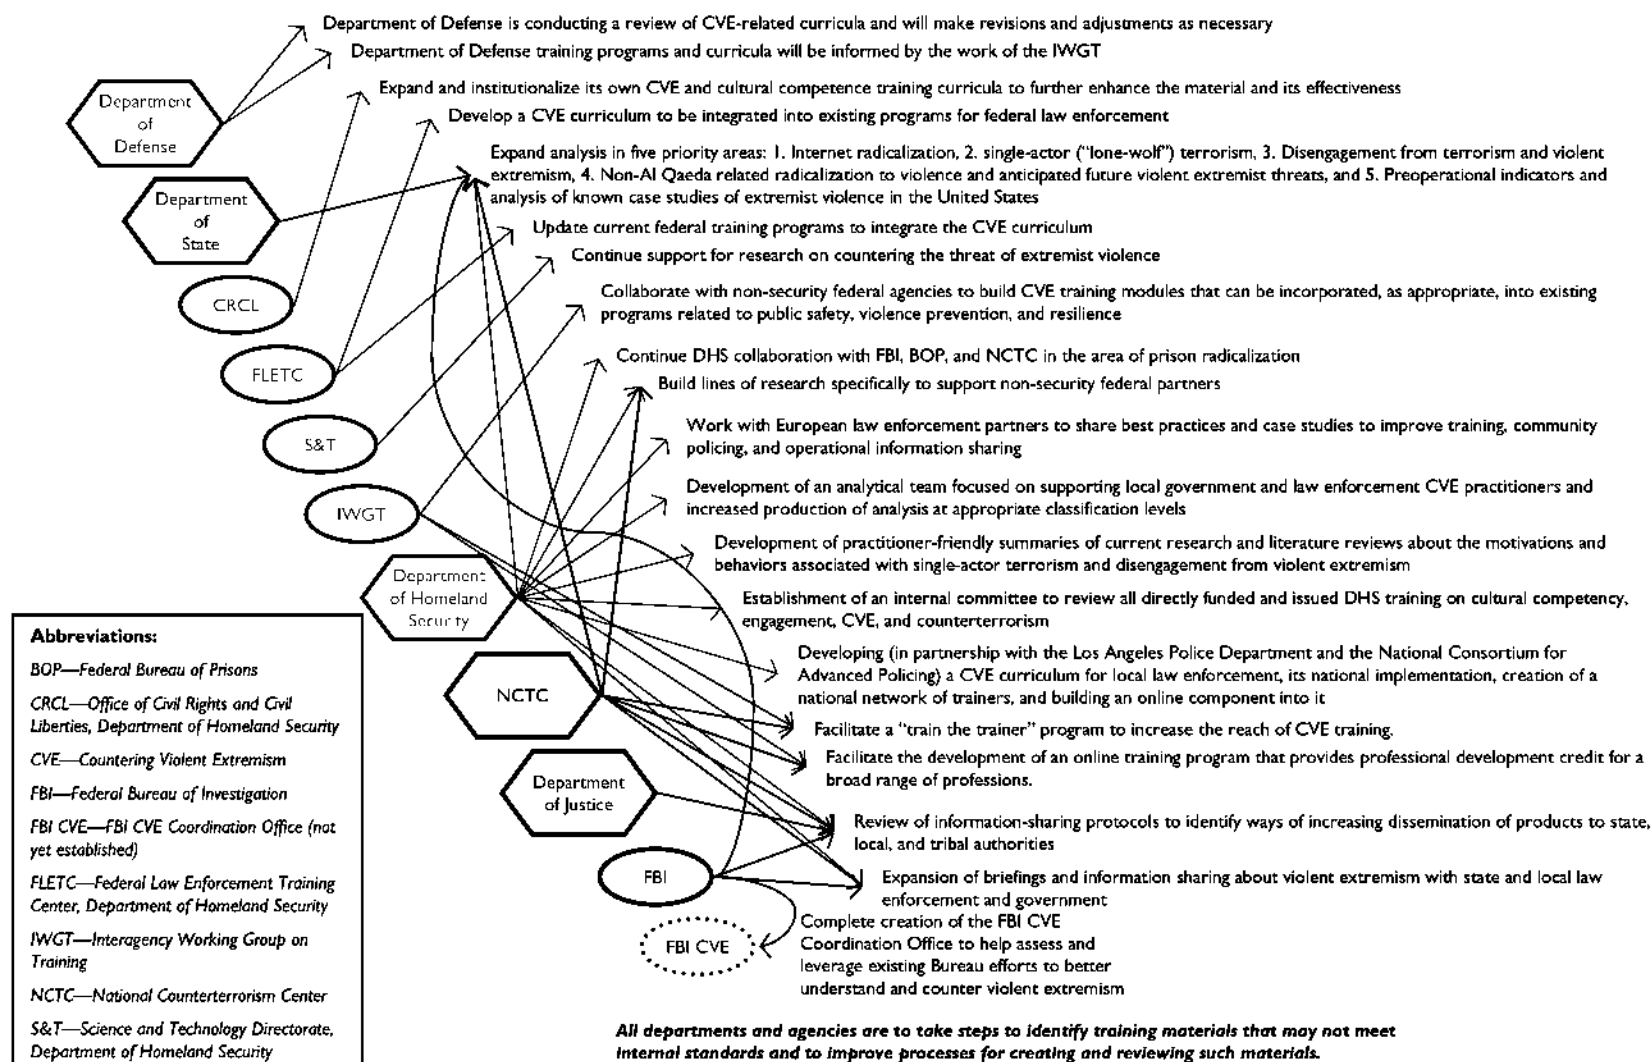 Department of Defense is conducting a review of CVE-related curricula and will make revisions and adjustments as necessary
Department of Defense training programs and curricula will be informed by the work of the IWGT
Department
of
Defense
Expand and institutionalize its own CVE and cultural competence training curricula to further enhance the material and its effectiveness
Develop a CVE curriculum to be integrated into existing programs for federal law enforcement
Expand analysis in five priority areas: 1. Internet radicalization, 2. single-actor ("lone-wolf") terrorism, 3. Disengagement from terrorism and violent
extremism, 4. Non-Al Qaeda related radicalization to violence and anticipated future violent extremist threats, and 5. Preoperational indicators and
analysis of known case studies of extremist violence in the United States
Department
of
State
Update current federal training programs to integrate the CVE curriculum
Continue support for research on countering the threat of extremist violence
CRCL
Collaborate with non-security federal agencies to build CVE training modules that can be incorporated, as appropriate, into existing
programs related to public safety, violence prevention, and resilience
Continue DHS collaboration with FBI, BOP, and NCTC in the area of prison radicalization
FLETC
Build lines of research specifically to support non-security federal partners
Work with European law enforcement partners to share best practices and case studies to improve training, community
policing, and operational information sharing
S&T
Development of an analytical team focused on supporting local government and law enforcement CVE practitioners and
increased production of analysis at appropriate classification levels
IWGT
Development of practitioner-friendly summaries of current research and literature reviews about the motivations and
behaviors associated with single-actor terrorism and disengagement from violent extremism
Department
of Homeland
Security
Establishment of an internal committee to review all directly funded and issued DHS training on cultural competency,
engagement, CVE, and counterterrorism
Developing (in partnership with the Los Angeles Police Department and the National Consortium for
Advanced Policing) a CVE curriculum for local law enforcement, its national implementation, creation of a
national network of trainers, and building an online component into it
NCTC
Facilitate a "train the trainer" program to increase the reach of CVE training.
Facilitate the development of an online training program that provides professional development credit for a
broad range of professions.
Department
of Justice
Review of information-sharing protocols to identify ways of increasing dissemination of products to state,
local, and tribal authorities
FBI
Expansion of briefings and information sharing about violent extremism with state and local law
enforcement and government
FBI CVE
Complete creation of the FBI CVE
Coordination Office to help assess and
leverage existing Bureau efforts to better
understand and counter violent extremism
Abbreviations:
BOP—Federal Bureau of Prisons
CRCL—Office of Civil Rights and Civil
Liberties, Department of Homeland Security
CVE—Countering Violent Extremism
FBI—Federal Bureau of Investigation
FBI CVE—FBI CVE Coordination Office (not
yet established)
FLETC—Federal Law Enforcement Training
Center, Department of Homeland Security
IWGT—Interagency Working Group on
Training
NCTC—National Counterterrorism Center
S&T—Science and Technology Directorate,
Department of Homeland Security
All departments and agencies are to take steps to identify training materials that may not meet
internal standards and to improve processes for creating and reviewing such materials.